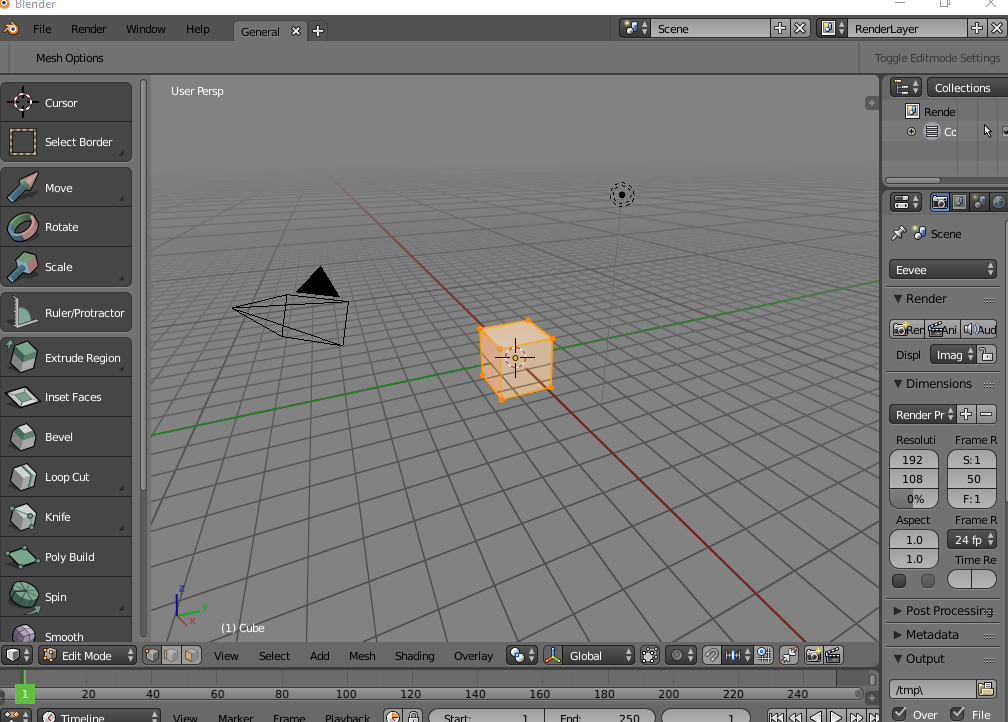 Blender
File Render Window Help General Scene RenderLayer
Mesh Options Toggle Editmode Settings
User Persp
Cursor
Select Border
Move
Rotate
Scale
Ruler/Protractor
Extrude Region
Inset Faces
Bevel
Loop Cut
Knife
Poly Build
Spin
Smooth
z
y
x
(1) Cube
Collections
Rende
Cc
Scene
Eevee
Render
Ren Ani Aud
Displ Imag
Dimensions
Render Pr
Resoluti Frame R
192 S: 1
108 50
0% F: 1
Aspect Frame R
1.0 24 fp
1.0 Time Re
Post Processing
Metadata
Output
/tmp\
Over File
Edit Mode View Select Add Mesh Shading Overlay Global
1 20 40 60 80 100 120 140 160 180 200 220 240
Timeline View Marker Frame Playback Start: 1 End: 250 1